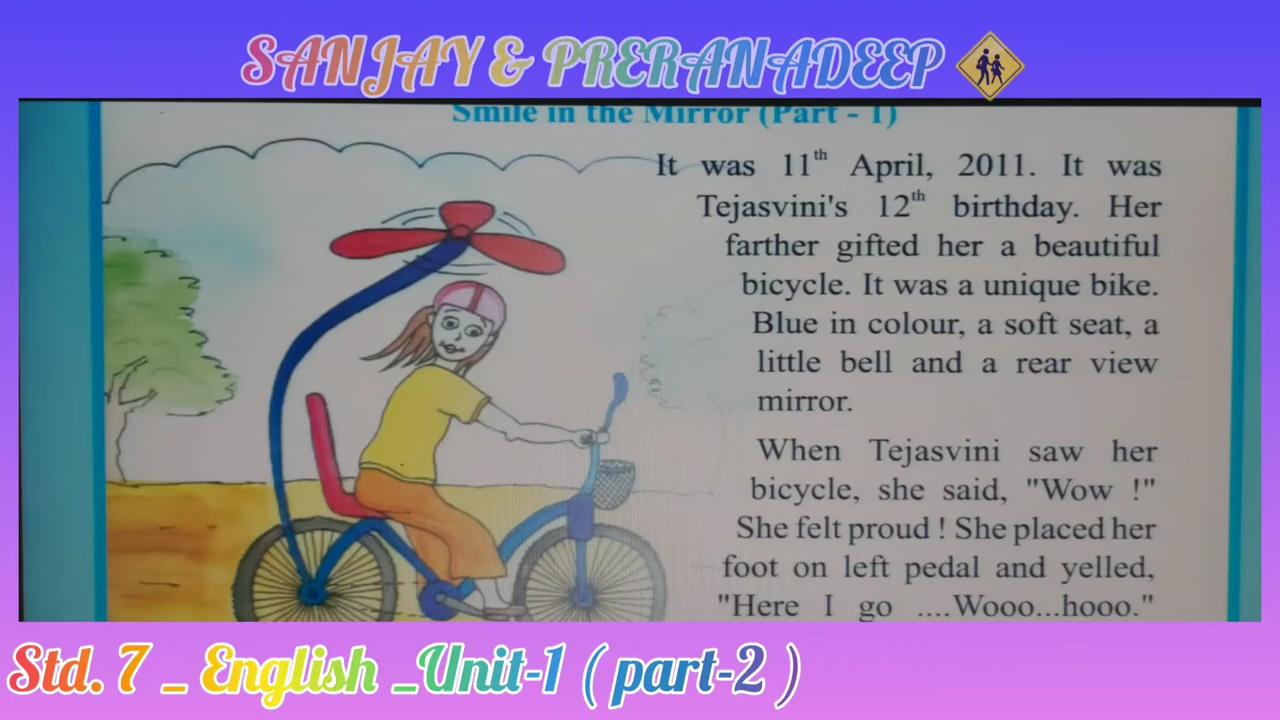 SANJAY & PRERANADEEP
Smile in the Mirror (Part - 1)
It was 11th April, 2011. It was
Tejasvini's 12th birthday. Her
farther gifted her a beautiful
bicycle. It was a unique bike.
Blue in colour, a soft seat, a
little bell and a rear view
mirror.
When Tejasvini saw her
bicycle, she said, "Wow !"
She felt proud ! She placed her
foot on left pedal and yelled,
"Here I go ....Wooo...hooo."
Std. 7 _ English _Unit-1 ( part-2 )